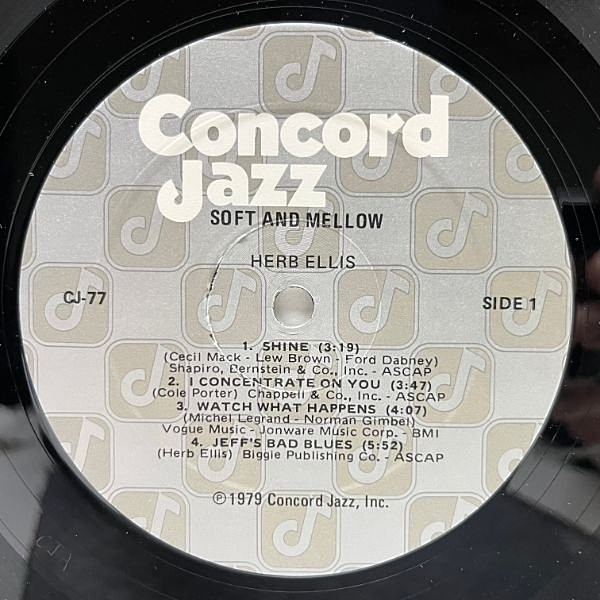 Concord
Jazz
SOFT AND MELLOW
HERB ELLIS
CJ-77
SIDE 1
1. SHINE (3:19)
(Cecil Mack - Lew Brown - Ford Dabney)
Shapiro, Bernstein & Co., Inc. - ASCAP
2. I CONCENTRATE ON YOU (3:47)
(Cole Porter) Chappell & Co., Inc. - ASCAP
3. WATCH WHAT HAPPENS (4:07)
(Michel Legrand - Norman Gimbel)
Vogue Music - Jonware Music Corp. - BMI
4. JEFF'S BAD BLUES (5:52)
(Herb Ellis) Biggie Publishing Co. - ASCAP
℗1979 Concord Jazz, Inc.